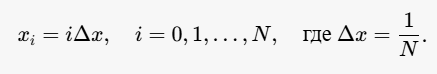 x_i = iΔx, i = 0, 1, . . . , N, где Δx = 1/N.